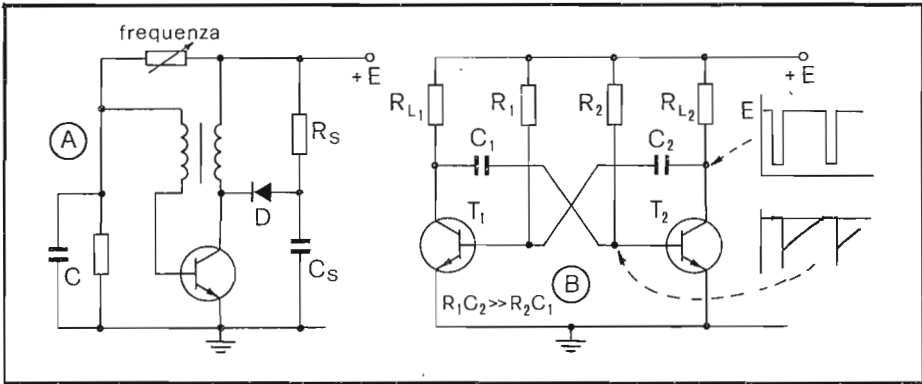 frequenza
+ E
A
R_S
D
C
C_S
+ E
R_L1
R_1
R_2
R_L2
E
C_1
C_2
T_1
T_2
B
R_1C_2>>R_2C_1